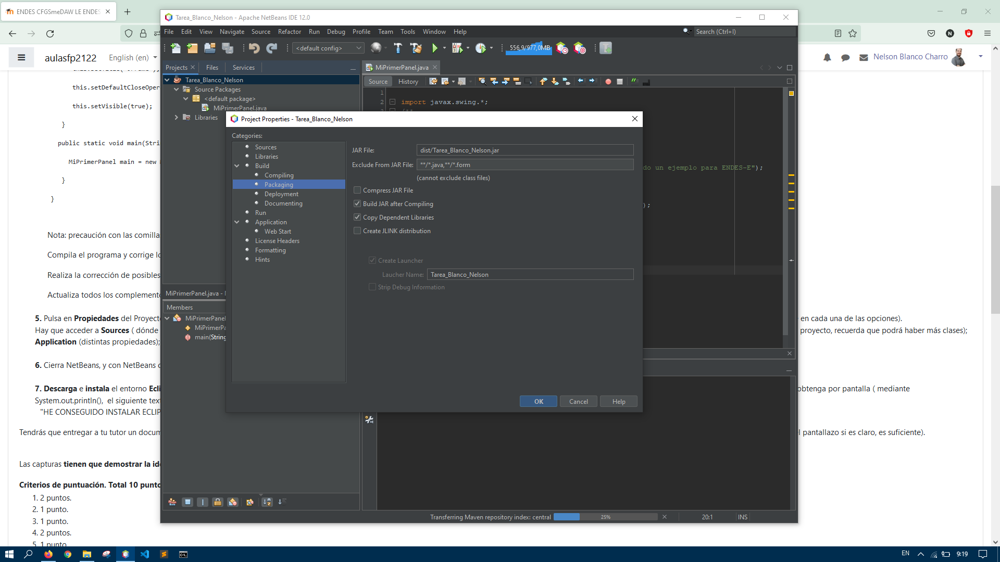 ENDES CFGSmeDAW LE ENDES
aulasfp2122
English (en)
Nelson Blanco Charro
this.setDefaultCloseOper
this.setVisible(true);
}
public static void main(Stri
MiPrimerPanel main = new
}
}
Nota: precaución con las comilla
Compila el programa y corrige lo
Realiza la corrección de posibles
Actualiza todos los complemento
5. Pulsa en Propiedades del Proyecto
en cada una de las opciones).
Hay que acceder a Sources ( dónde
proyecto, recuerda que podrá haber más clases);
Application (distintas propiedades);
6. Cierra NetBeans, y con NetBeans
7. Descarga e instala el entorno Ecli
obtenga por pantalla ( mediante
System.out.println(), el siguiente text
"HE CONSEGUIDO INSTALAR ECLIP
Tendrás que entregar a tu tutor un docum
l pantallazo si es claro, es suficiente).
Las capturas tienen que demostrar la ide
Criterios de puntuación. Total 10 punto
1. 2 puntos.
2. 1 punto.
3. 1 punto.
4. 2 puntos.
5. 1 punto.
Tarea_Blanco_Nelson - Apache NetBeans IDE 12.0
File Edit View Navigate Source Refactor Run Debug Profile Team Tools Window Help
Search (Ctrl+I)
<default config>
556,9/977,0MB
Projects Files Services
Tarea_Blanco_Nelson
Source Packages
<default package>
MiPrimerPanel.java
Libraries
MiPrimerPanel.java
Source History
1
2 import javax.swing.*;
3 /**
do un ejemplo para ENDES-E");
);
MiPrimerPanel.java -
Members
MiPrimerPanel
MiPrimerPa
main(String
Project Properties - Tarea_Blanco_Nelson
Categories:
Sources
Libraries
Build
Compiling
Packaging
Deployment
Documenting
Run
Application
Web Start
License Headers
Formatting
Hints
JAR File: dist/Tarea_Blanco_Nelson.jar
Exclude From JAR File: **/*.java,**/*.form
(cannot exclude class files)
Compress JAR File
Build JAR after Compiling
Copy Dependent Libraries
Create JLINK distribution
Create Launcher
Laucher Name: Tarea_Blanco_Nelson
Strip Debug Information
OK Cancel Help
Transferring Maven repository index: central 25% 20:1 INS
EN 9:19